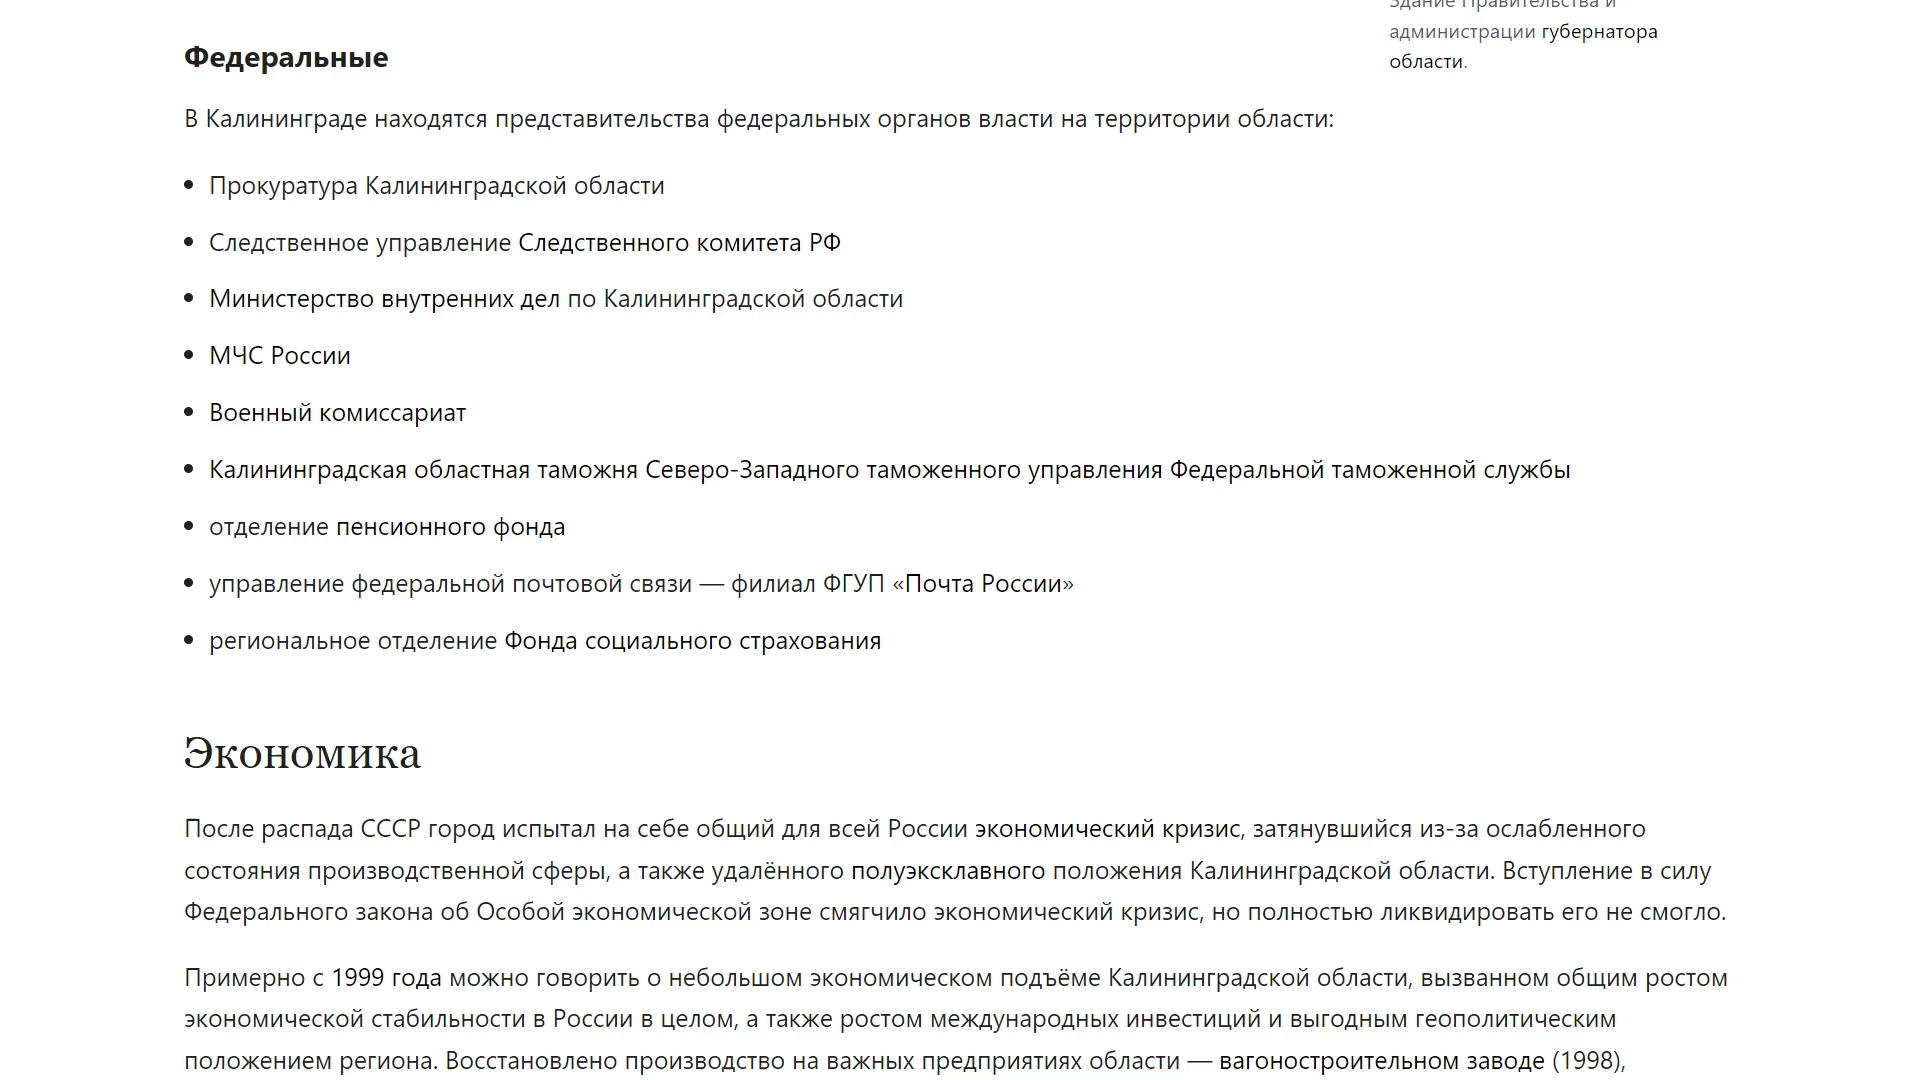 Здание Правительства и
администрации губернатора
области.
Федеральные
В Калининграде находятся представительства федеральных органов власти на территории области:
• Прокуратура Калининградской области
• Следственное управление Следственного комитета РФ
• Министерство внутренних дел по Калининградской области
• МЧС России
• Военный комиссариат
• Калининградская областная таможня Северо-Западного таможенного управления Федеральной таможенной службы
• отделение пенсионного фонда
• управление федеральной почтовой связи — филиал ФГУП «Почта России»
• региональное отделение Фонда социального страхования
Экономика
После распада СССР город испытал на себе общий для всей России экономический кризис, затянувшийся из-за ослабленного
состояния производственной сферы, а также удалённого полуэксклавного положения Калининградской области. Вступление в силу
Федерального закона об Особой экономической зоне смягчило экономический кризис, но полностью ликвидировать его не смогло.
Примерно с 1999 года можно говорить о небольшом экономическом подъёме Калининградской области, вызванном общим ростом
экономической стабильности в России в целом, а также ростом международных инвестиций и выгодным геополитическим
положением региона. Восстановлено производство на важных предприятиях области — вагоностроительном заводе (1998),